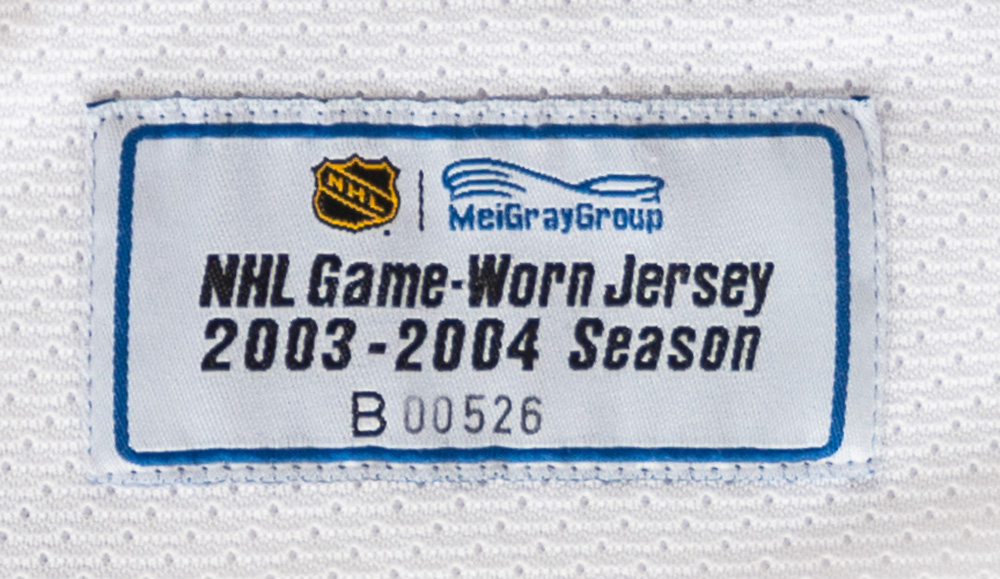 NHL MeiGrayGroup
NHL Game-Worn Jersey
2003-2004 Season
B 00526